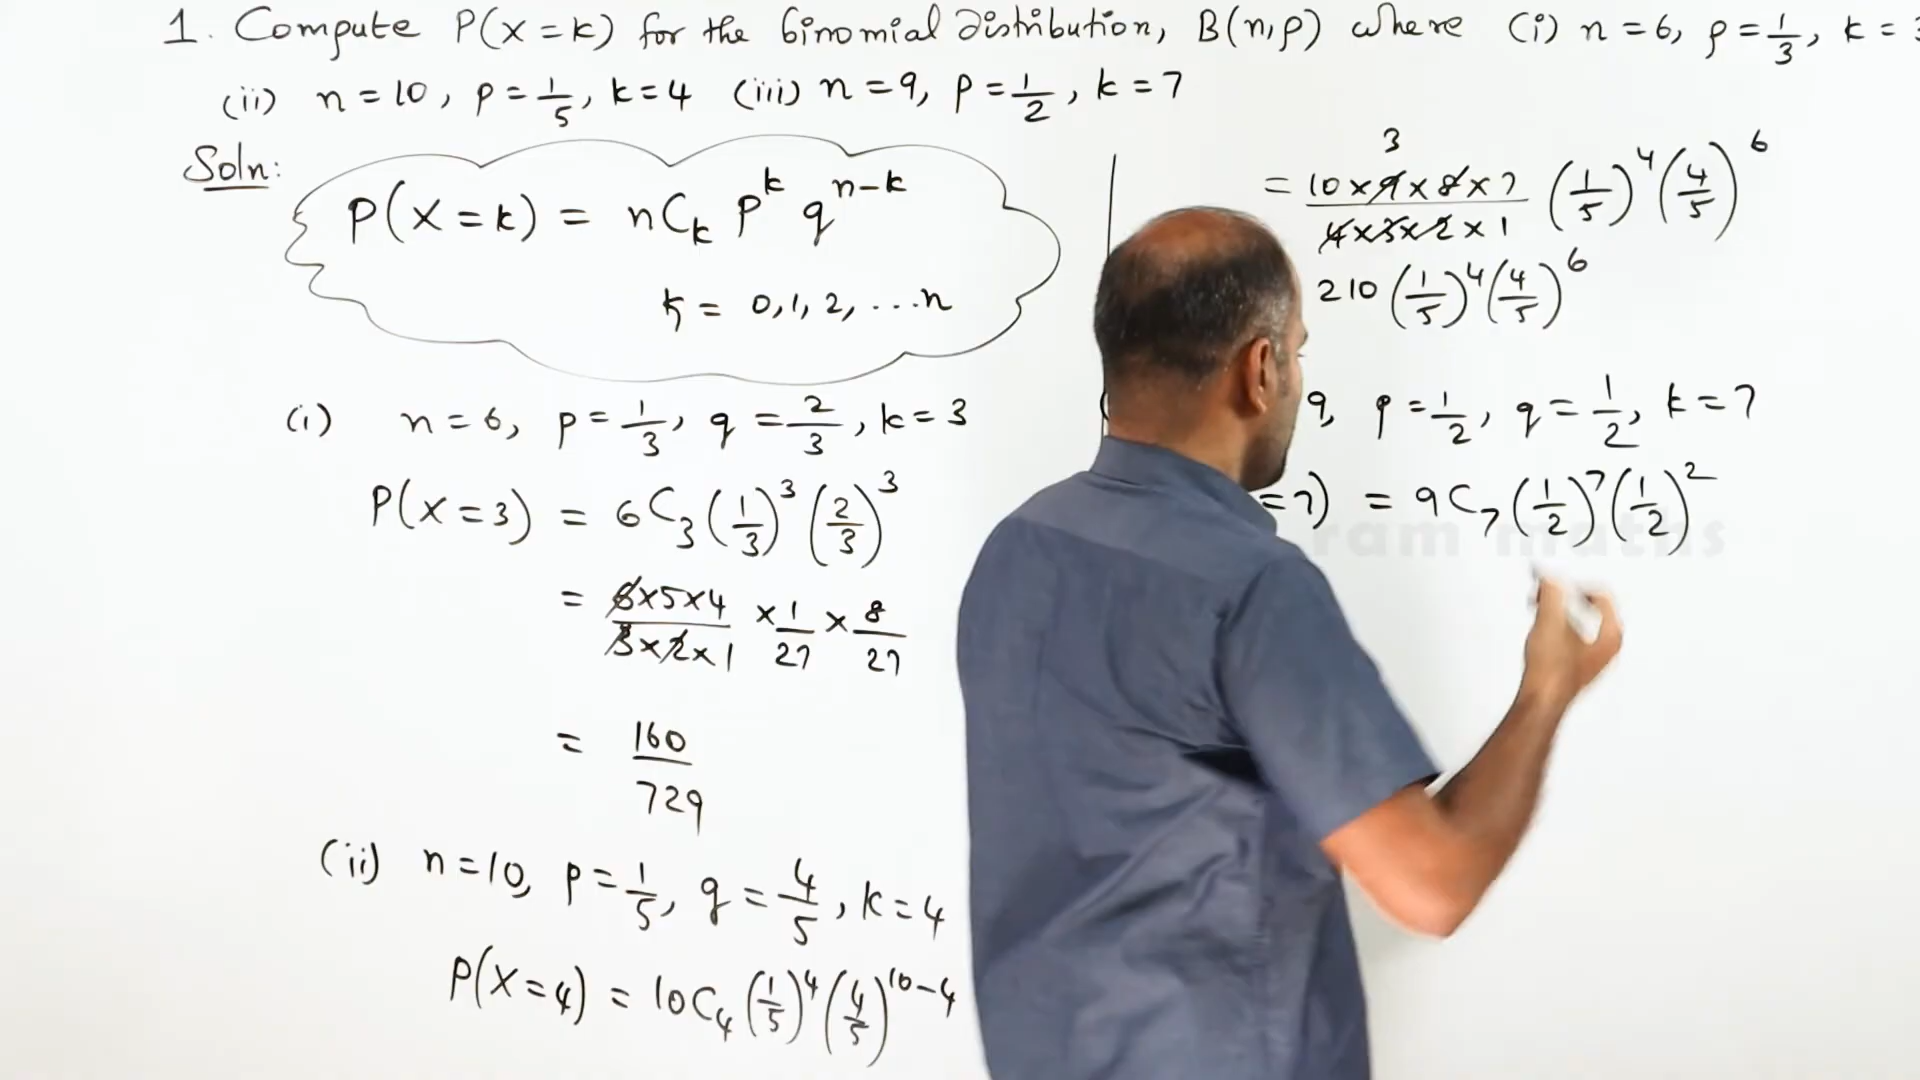 1. Compute P(X=k) for the binomial distribution, B(n,p) where (i) n=6, p=1/3, k=
(ii) n=10, p=1/5, k=4 (iii) n=9, p=1/2, k=7
Soln:
P(X=k) = nCk p^k q^n-k
k = 0,1,2, ...n
(i) n=6, p=1/3, q=2/3, k=3
P(X=3) = 6C3 (1/3)^3 (2/3)^3
= 6×5×4/3×2×1 × 1/27 × 8/27
= 160/729
(ii) n=10, p=1/5, q=4/5, k=4
P(X=4) = 10C4 (1/5)^4 (4/5)^10-4
3
= 10×9×8×7/4×3×2×1 (1/5)^4 (4/5)^6
210 (1/5)^4 (4/5)^6
9, p=1/2, q=1/2, k=7
=7) = 9C7 (1/2)^7 (1/2)^2
ram maths